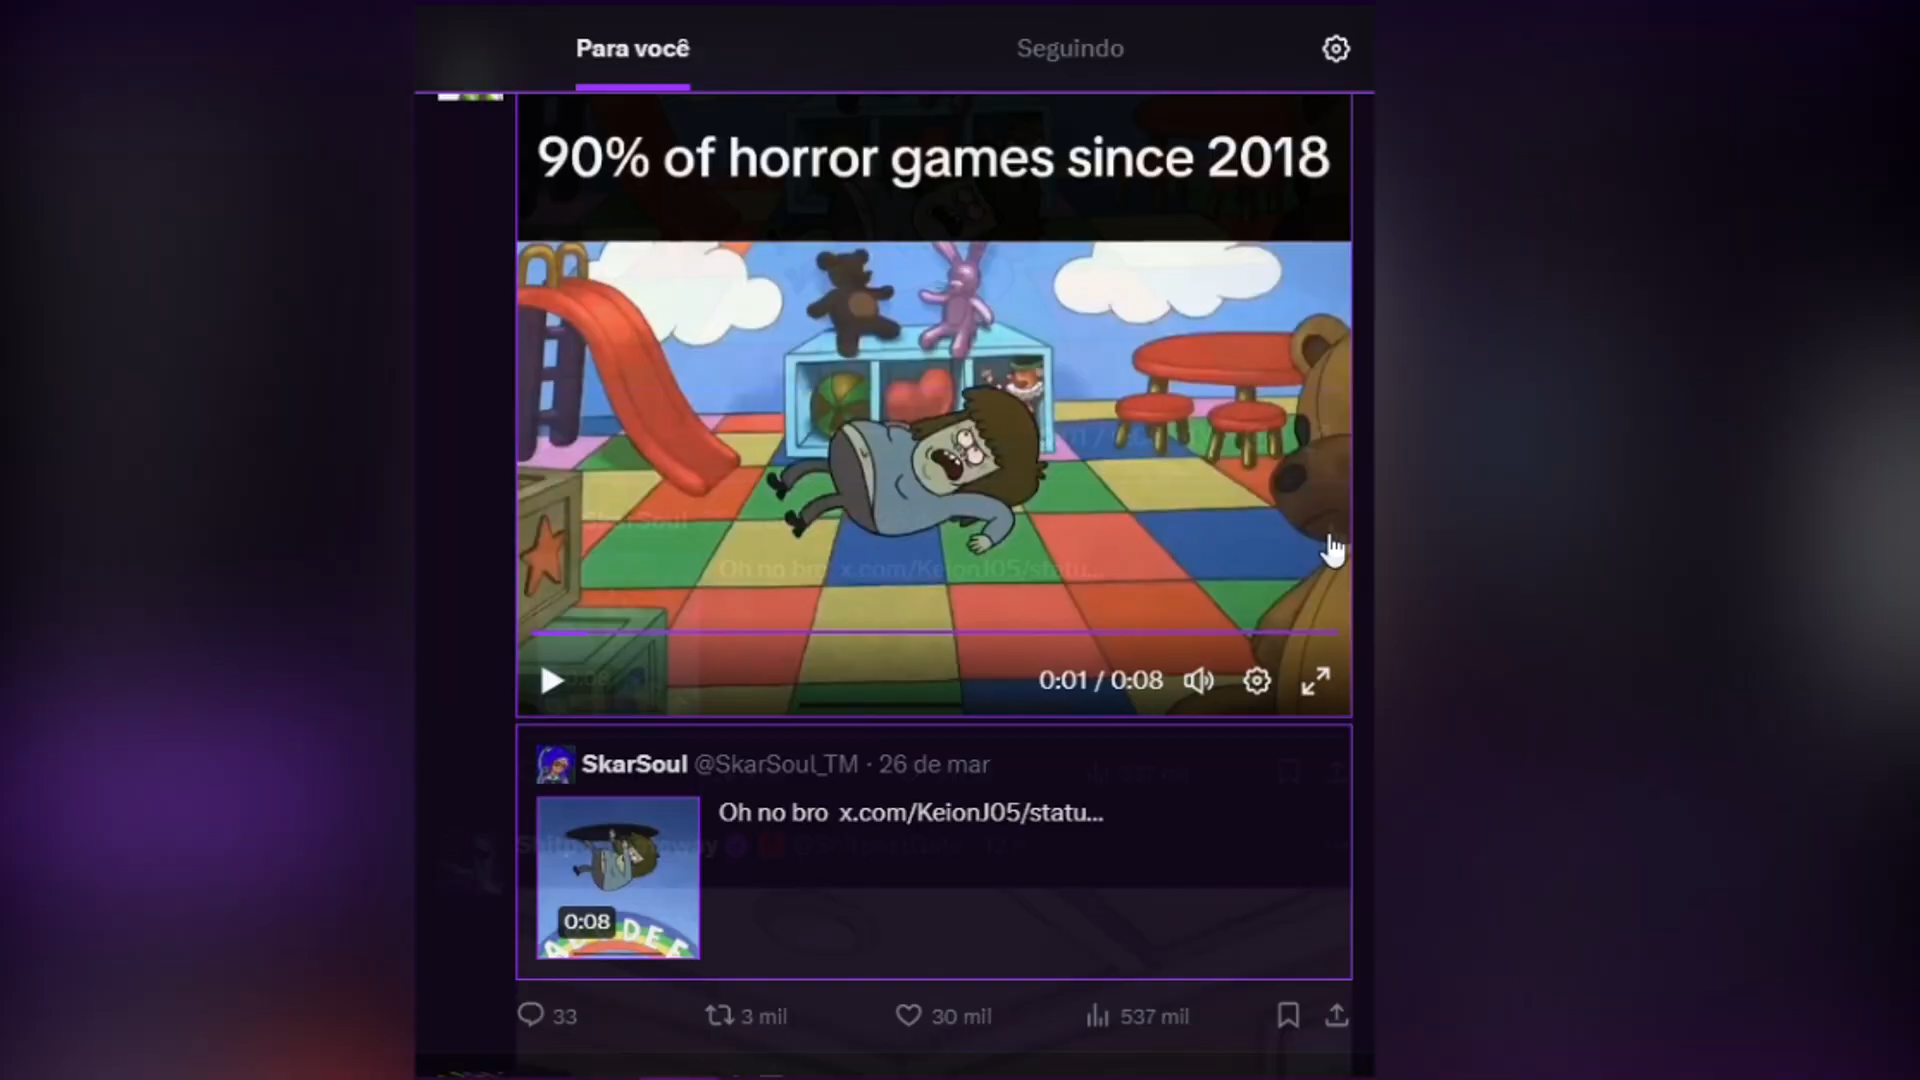 Para você
Seguindo
90% of horror games since 2018
0:01 / 0:08
SkarSoul @SkarSoul_TM · 26 de mar
Oh no bro x.com/KeionJ05/statu...
0:08
33
3 mil
30 mil
537 mil